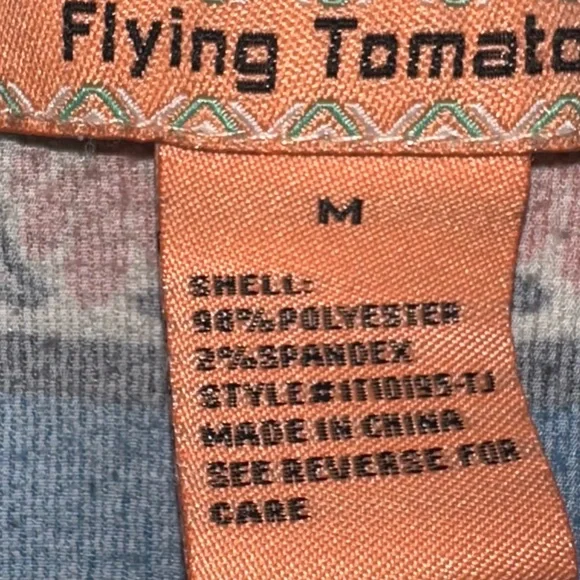 Flying Tomato
M
SHELL:
98%POLYESTER
2%SPANDEX
STYLE#IT10195-TJ
MADE IN CHINA
SEE REVERSE FOR
CARE